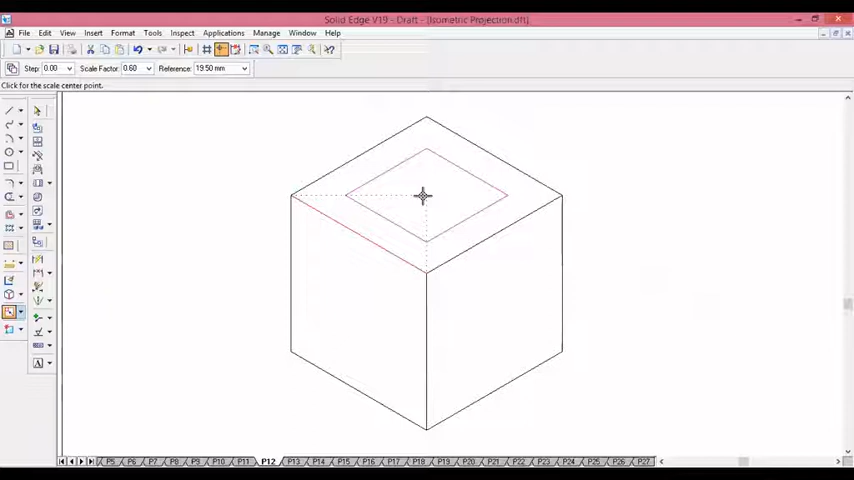 Solid Edge V19 - Draft - [Isometric Projection.dft]
File Edit View Insert Format Tools Inspect Applications Manage Window Help
Step: 0.00 Scale Factor: 0.60 Reference: 19.50 mm
Click for the scale center point.
P5 P6 P7 P8 P9 P10 P11 P12 P13 P14 P15 P16 P17 P18 P19 P20 P21 P22 P23 P24 P25 P26 P27